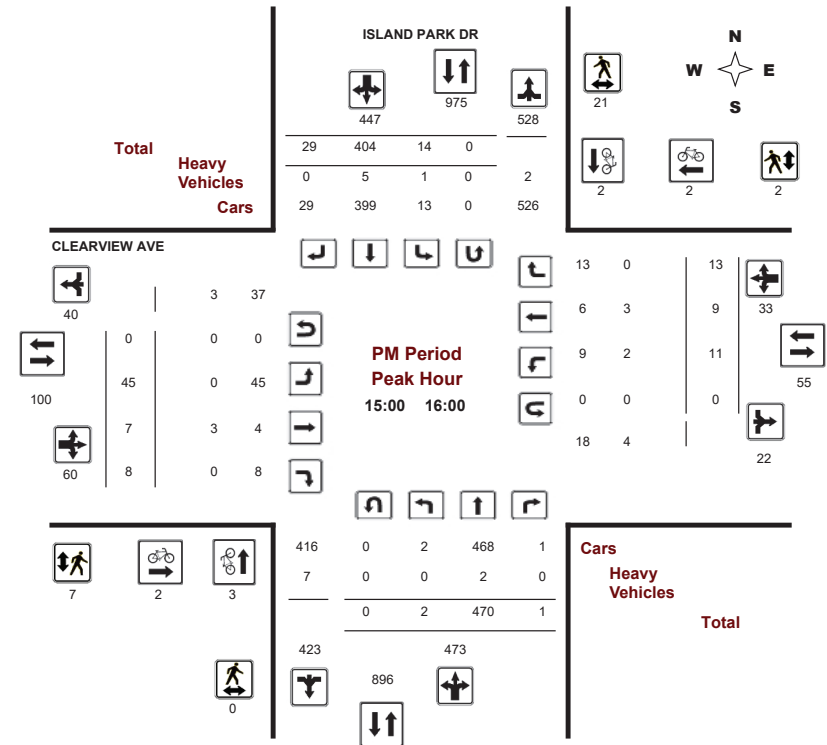 ISLAND PARK DR
N
W E
S
975
447
528
21
Total
29 404 14 0
Heavy
Vehicles
0 5 1 0 2
Cars
29 399 13 0 526
2 2 2
CLEARVIEW AVE
40
3 37
13 0 13
33
6 3 9
0 0 0
PM Period
Peak Hour
15:00 16:00
9 2 11
55
100
45 0 45
0 0 0
7 3 4
18 4
22
60
8 0 8
416 0 2 468 1
Cars
7 0 0 2 0
Heavy
Vehicles
7 2 3
0 2 470 1
Total
423
473
896
0